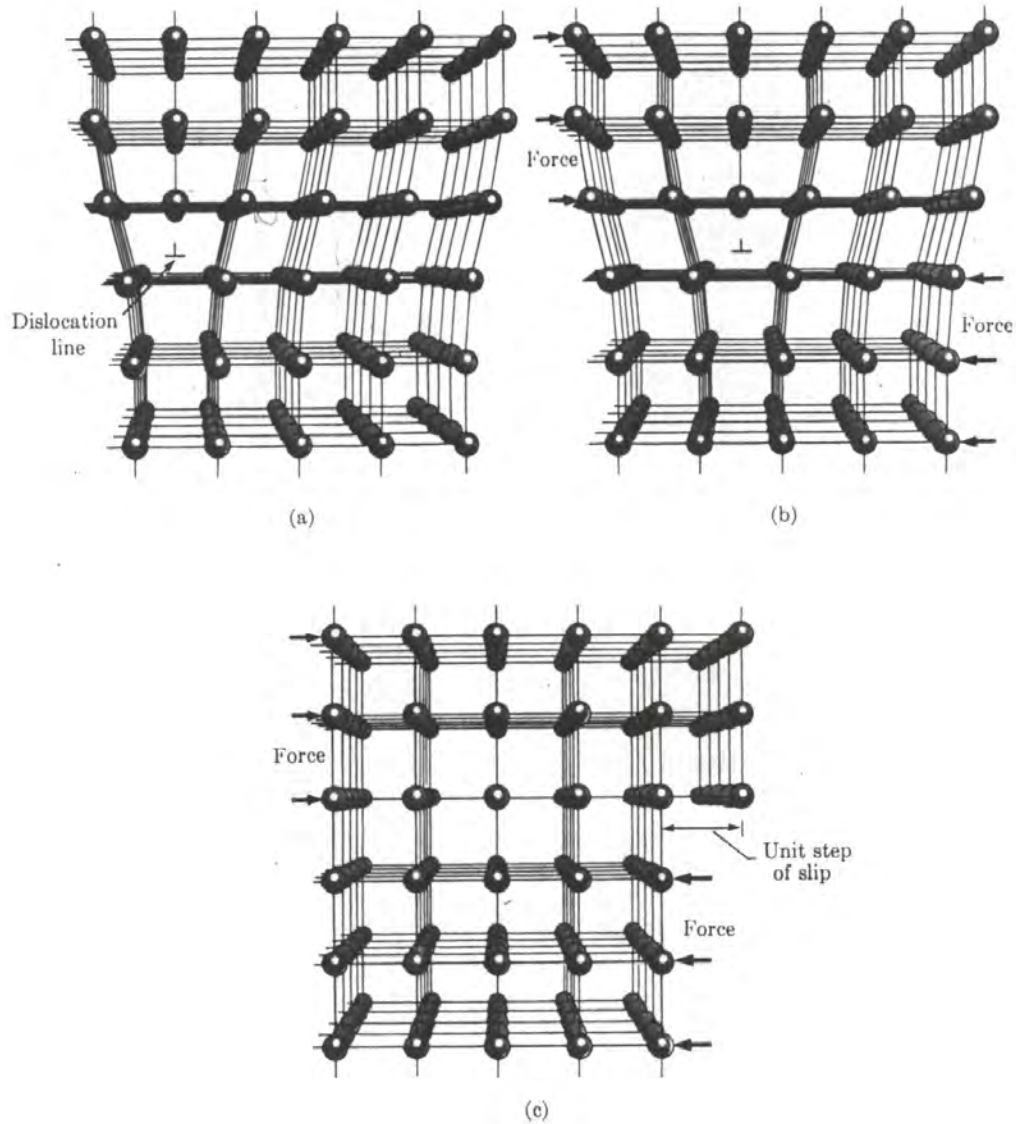 Force
⊥
⊥
Force
Dislocation
line
(a)
(b)
Force
Unit step
of slip
Force
(c)